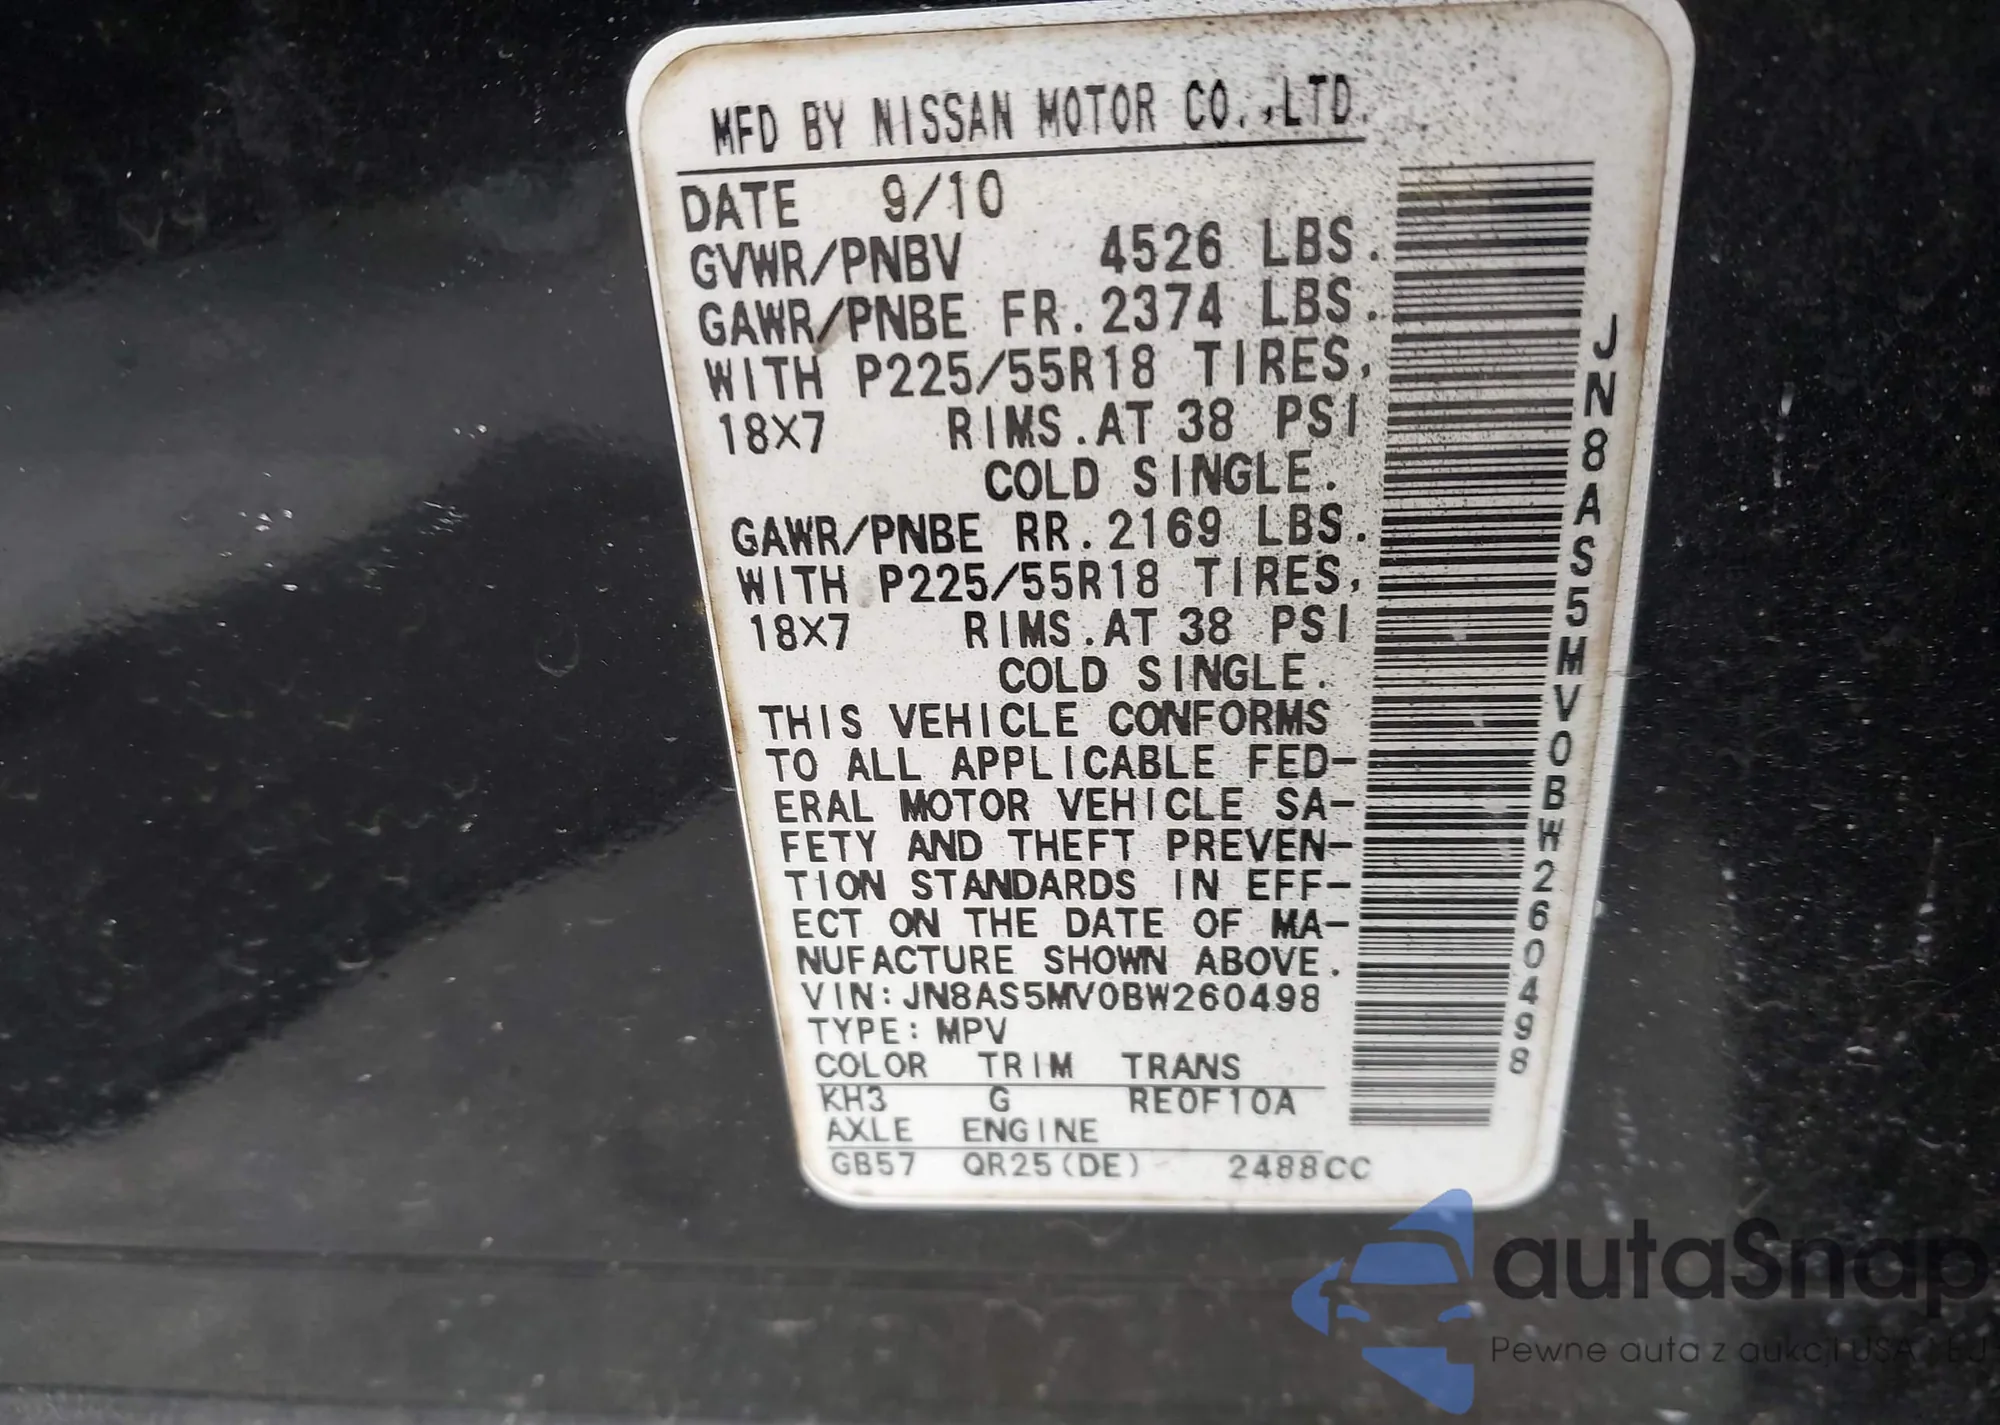 MFD BY NISSAN MOTOR CO.,LTD.
DATE 9/10
GVWR/PNBV 4526 LBS.
GAWR/PNBE FR.2374 LBS.
WITH P225/55R18 TIRES,
18X7 RIMS.AT 38 PSI
COLD SINGLE.
GAWR/PNBE RR.2169 LBS.
WITH P225/55R18 TIRES,
18X7 RIMS.AT 38 PSI
COLD SINGLE.
THIS VEHICLE CONFORMS
TO ALL APPLICABLE FED-
ERAL MOTOR VEHICLE SA-
FETY AND THEFT PREVEN-
TION STANDARDS IN EFF-
ECT ON THE DATE OF MA-
NUFACTURE SHOWN ABOVE.
VIN:JN8AS5MV0BW260498
TYPE:MPV
COLOR TRIM TRANS
KH3 G RE0F10A
AXLE ENGINE
GB57 QR25(DE) 2488CC
JN8AS5MV0BW260498
autaSnap
Pewne auta z aukcji USA